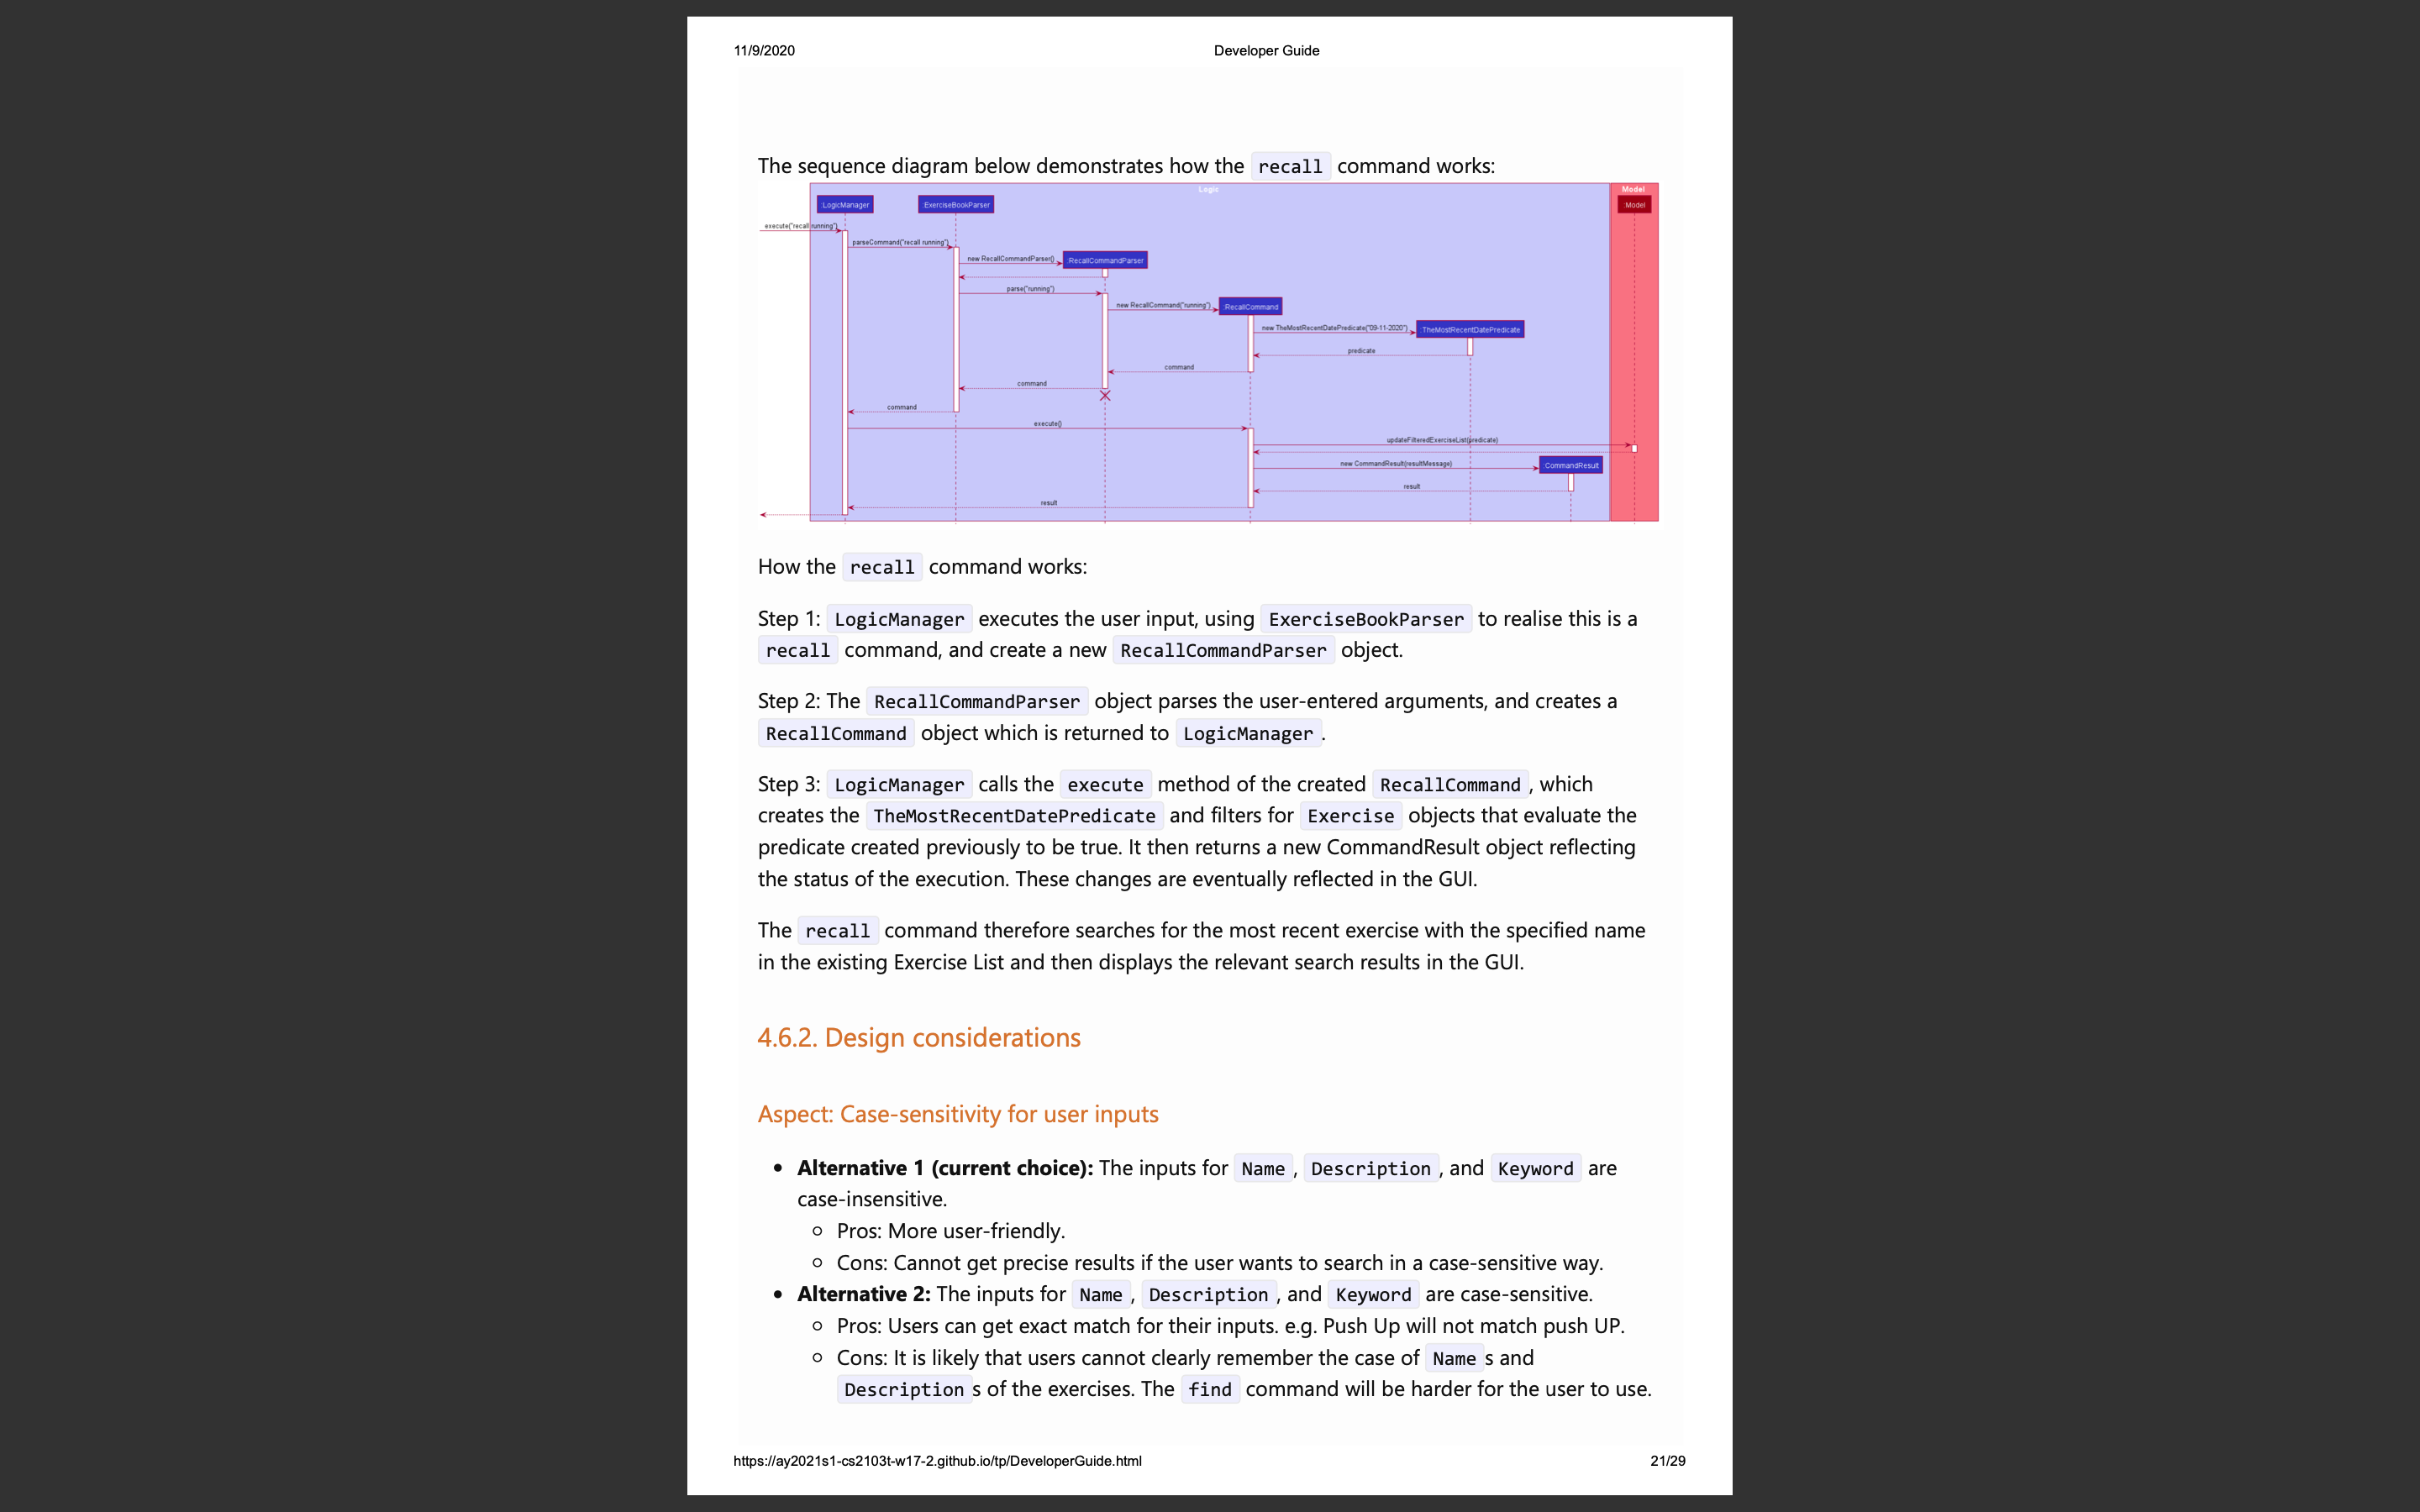 11/9/2020 Developer Guide
The sequence diagram below demonstrates how the recall command works:
Logic Model
:LogicManager :ExerciseBookParser :Model
execute("recall running")
parseCommand("recall running")
new RecallCommandParser() :RecallCommandParser
parse("running")
new RecallCommand("running") :RecallCommand
new TheMostRecentDatePredicate("09-11-2020") :TheMostRecentDatePredicate
predicate
command
command
command
execute()
updateFilteredExerciseList(predicate)
new CommandResult(resultMessage) :CommandResult
result
result
How the recall command works:
Step 1: LogicManager executes the user input, using ExerciseBookParser to realise this is a
recall command, and create a new RecallCommandParser object.
Step 2: The RecallCommandParser object parses the user-entered arguments, and creates a
RecallCommand object which is returned to LogicManager.
Step 3: LogicManager calls the execute method of the created RecallCommand, which
creates the TheMostRecentDatePredicate and filters for Exercise objects that evaluate the
predicate created previously to be true. It then returns a new CommandResult object reflecting
the status of the execution. These changes are eventually reflected in the GUI.
The recall command therefore searches for the most recent exercise with the specified name
in the existing Exercise List and then displays the relevant search results in the GUI.
4.6.2. Design considerations
Aspect: Case-sensitivity for user inputs
• Alternative 1 (current choice): The inputs for Name, Description, and Keyword are
case-insensitive.
○ Pros: More user-friendly.
○ Cons: Cannot get precise results if the user wants to search in a case-sensitive way.
• Alternative 2: The inputs for Name, Description, and Keyword are case-sensitive.
○ Pros: Users can get exact match for their inputs. e.g. Push Up will not match push UP.
○ Cons: It is likely that users cannot clearly remember the case of Names and
Descriptions of the exercises. The find command will be harder for the user to use.
https://ay2021s1-cs2103t-w17-2.github.io/tp/DeveloperGuide.html 21/29